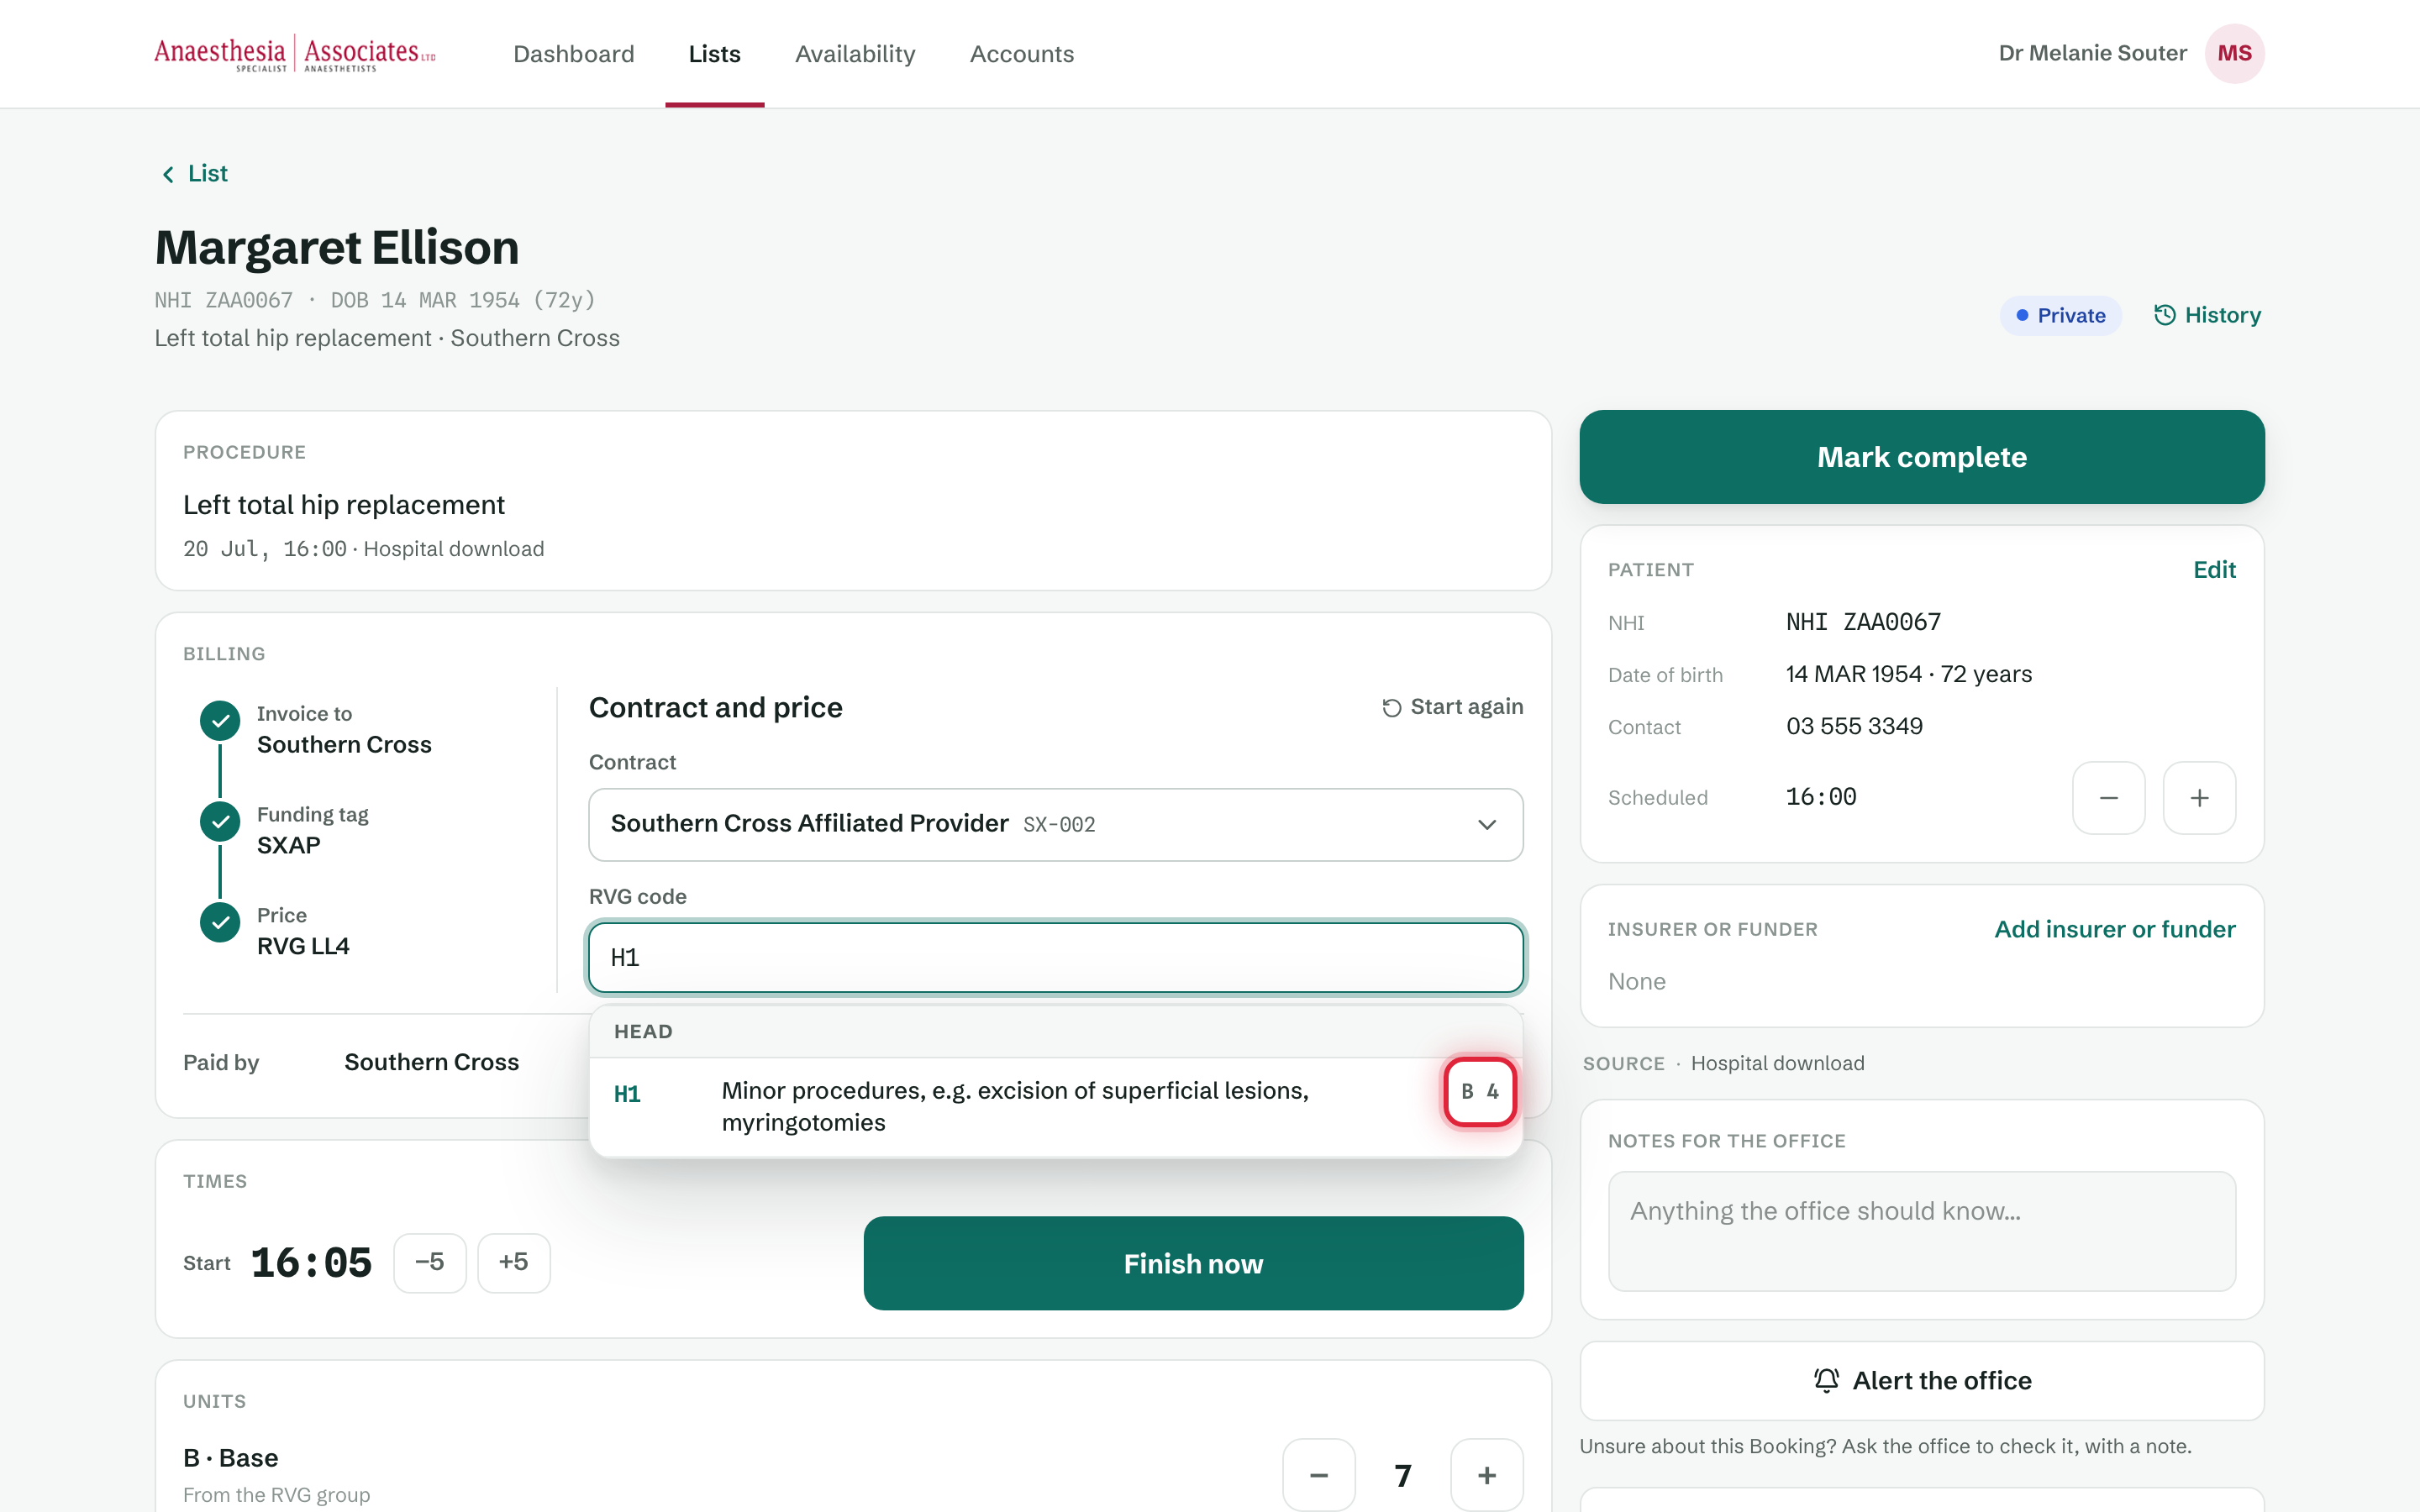 Anaesthesia | Associates LTD
SPECIALIST ANAESTHETISTS
Dashboard
Lists
Availability
Accounts
Dr Melanie Souter
MS
List
Margaret Ellison
NHI ZAA0067 · DOB 14 MAR 1954 (72y)
Left total hip replacement · Southern Cross
Private
History
PROCEDURE
Left total hip replacement
20 Jul, 16:00 · Hospital download
BILLING
Invoice to
Southern Cross
Funding tag
SXAP
Price
RVG LL4
Contract and price
Start again
Contract
Southern Cross Affiliated Provider SX-002
RVG code
H1
HEAD
H1
Minor procedures, e.g. excision of superficial lesions,
myringotomies
B 4
Paid by
Southern Cross
TIMES
Start
16:05
−5
+5
Finish now
UNITS
B · Base
From the RVG group
−
7
+
Mark complete
PATIENT
Edit
NHI
NHI ZAA0067
Date of birth
14 MAR 1954 · 72 years
Contact
03 555 3349
Scheduled
16:00
−
+
INSURER OR FUNDER
Add insurer or funder
None
SOURCE · Hospital download
NOTES FOR THE OFFICE
Anything the office should know...
Alert the office
Unsure about this Booking? Ask the office to check it, with a note.